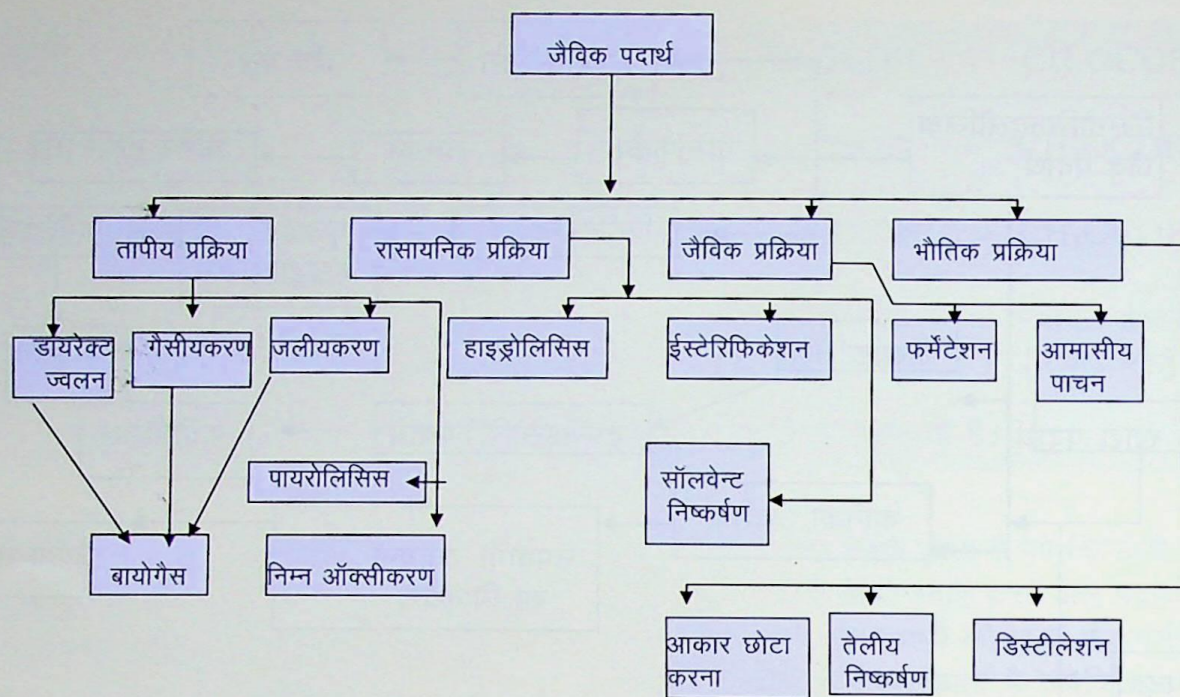 जैविक पदार्थ
तापीय प्रक्रिया
रासायनिक प्रक्रिया
जैविक प्रक्रिया
भौतिक प्रक्रिया
डायरेक्ट
ज्वलन
गैसीयकरण
जलीयकरण
हाइड्रोलिसिस
ईस्टेरिफिकेशन
फर्मेंटेशन
आमासीय
पाचन
पायरोलिसिस
सॉलवेन्ट
निष्कर्षण
बायोगैस
निम्न ऑक्सीकरण
आकार छोटा
करना
तेलीय
निष्कर्षण
डिस्टीलेशन